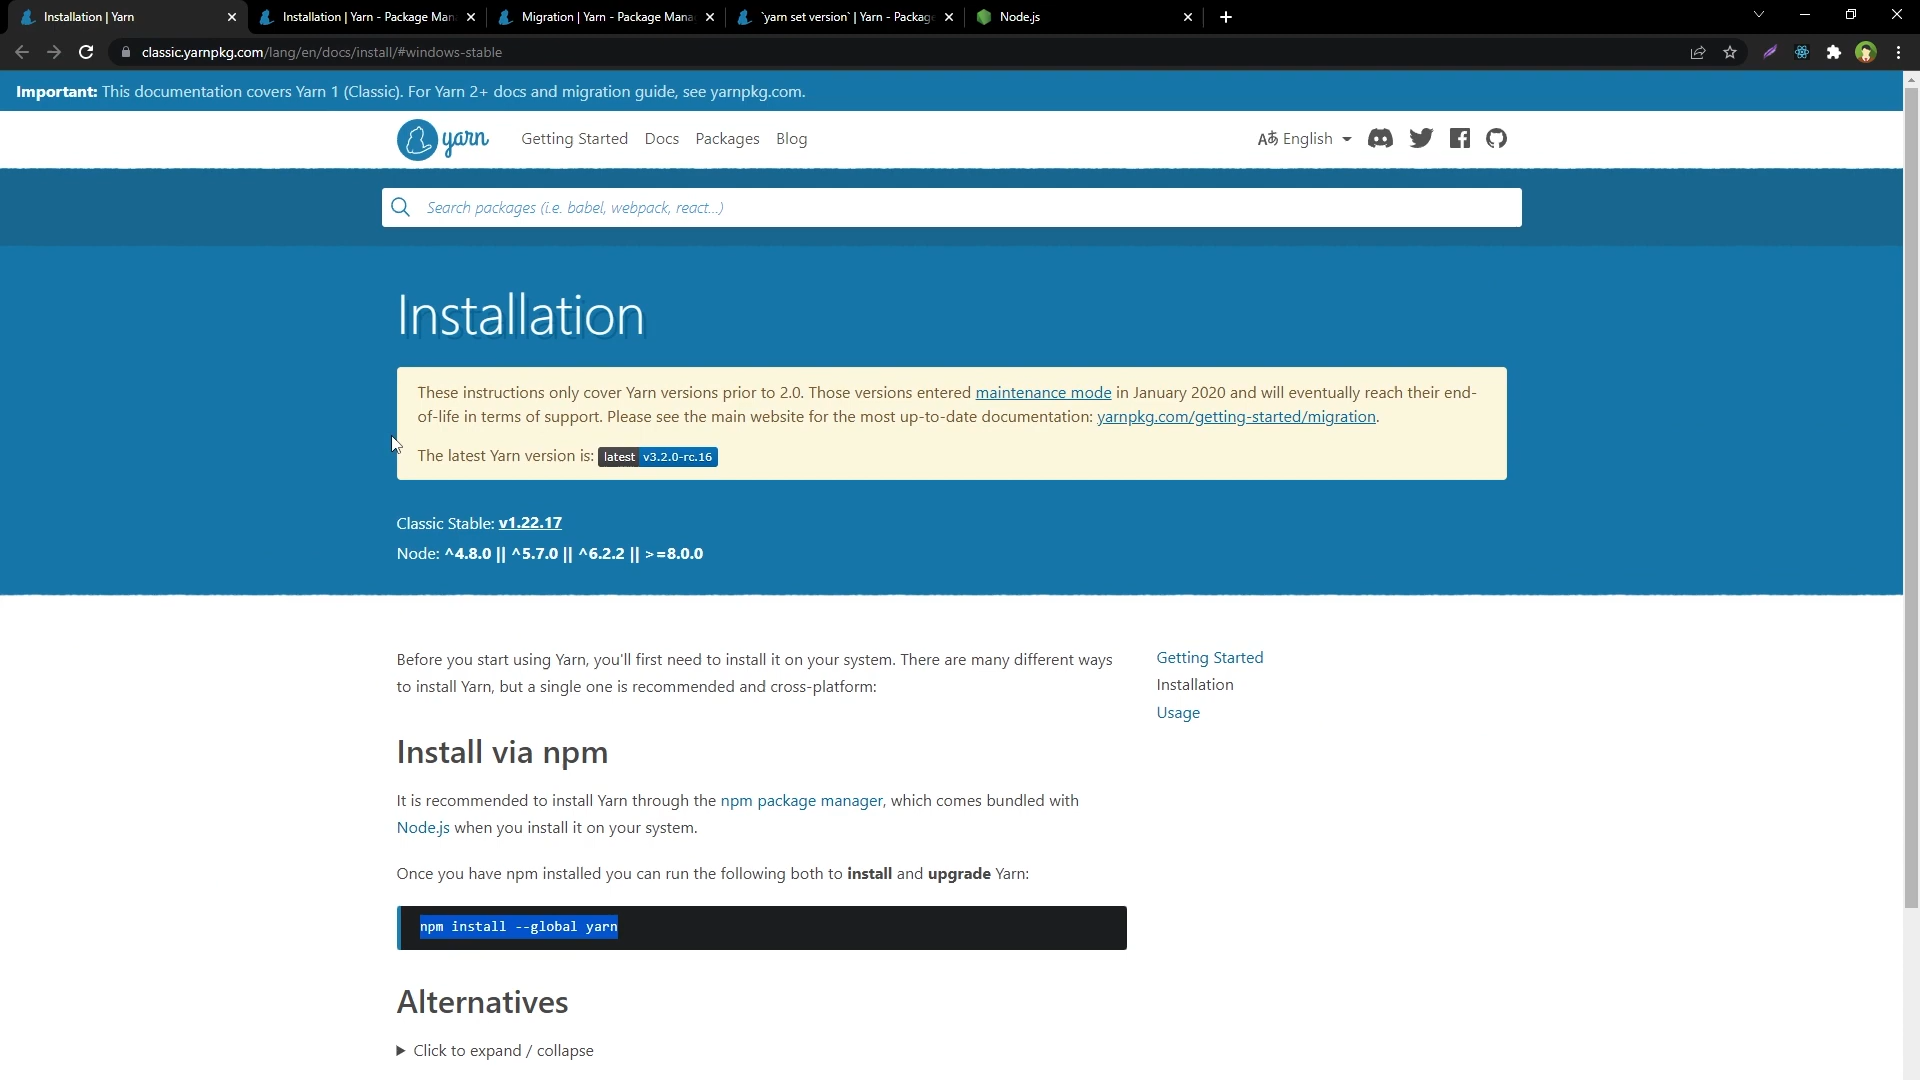 Installation | Yarn
Installation | Yarn - Package Man
Migration | Yarn - Package Mana
`yarn set version` | Yarn - Package
Node.js
classic.yarnpkg.com/lang/en/docs/install/#windows-stable
Important: This documentation covers Yarn 1 (Classic). For Yarn 2+ docs and migration guide, see yarnpkg.com.
yarn
Getting Started
Docs
Packages
Blog
Aあ English
Search packages (i.e. babel, webpack, react...)
Installation
These instructions only cover Yarn versions prior to 2.0. Those versions entered maintenance mode in January 2020 and will eventually reach their end-
of-life in terms of support. Please see the main website for the most up-to-date documentation: yarnpkg.com/getting-started/migration.
The latest Yarn version is: latest v3.2.0-rc.16
Classic Stable: v1.22.17
Node: ^4.8.0 || ^5.7.0 || ^6.2.2 || >=8.0.0
Before you start using Yarn, you'll first need to install it on your system. There are many different ways
to install Yarn, but a single one is recommended and cross-platform:
Getting Started
Installation
Usage
Install via npm
It is recommended to install Yarn through the npm package manager, which comes bundled with
Node.js when you install it on your system.
Once you have npm installed you can run the following both to install and upgrade Yarn:
npm install --global yarn
Alternatives
Click to expand / collapse